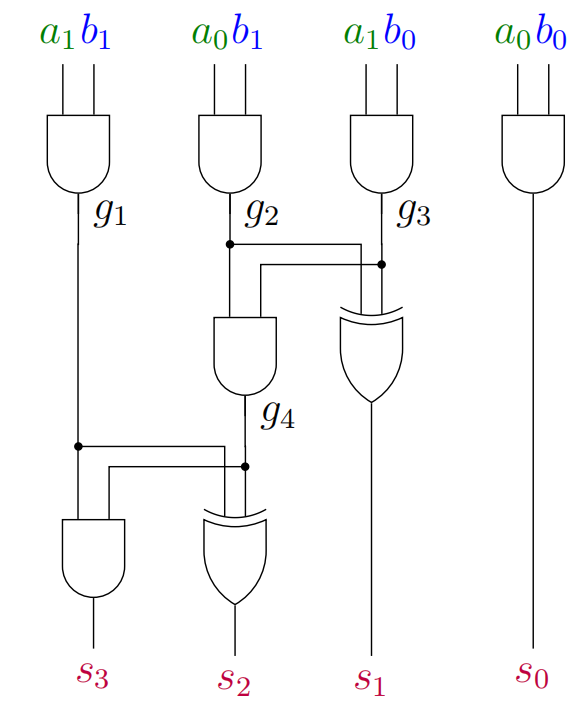 a₁b₁ a₀b₁ a₁b₀ a₀b₀
g₁ g₂ g₃
g₄
s₃ s₂ s₁ s₀